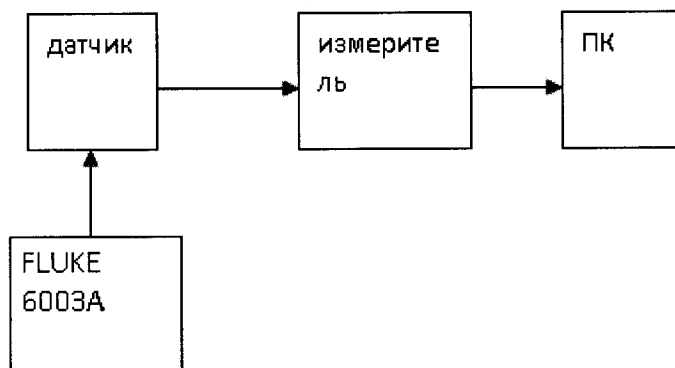 датчик
измерите
ль
ПК
FLUKE
6003A